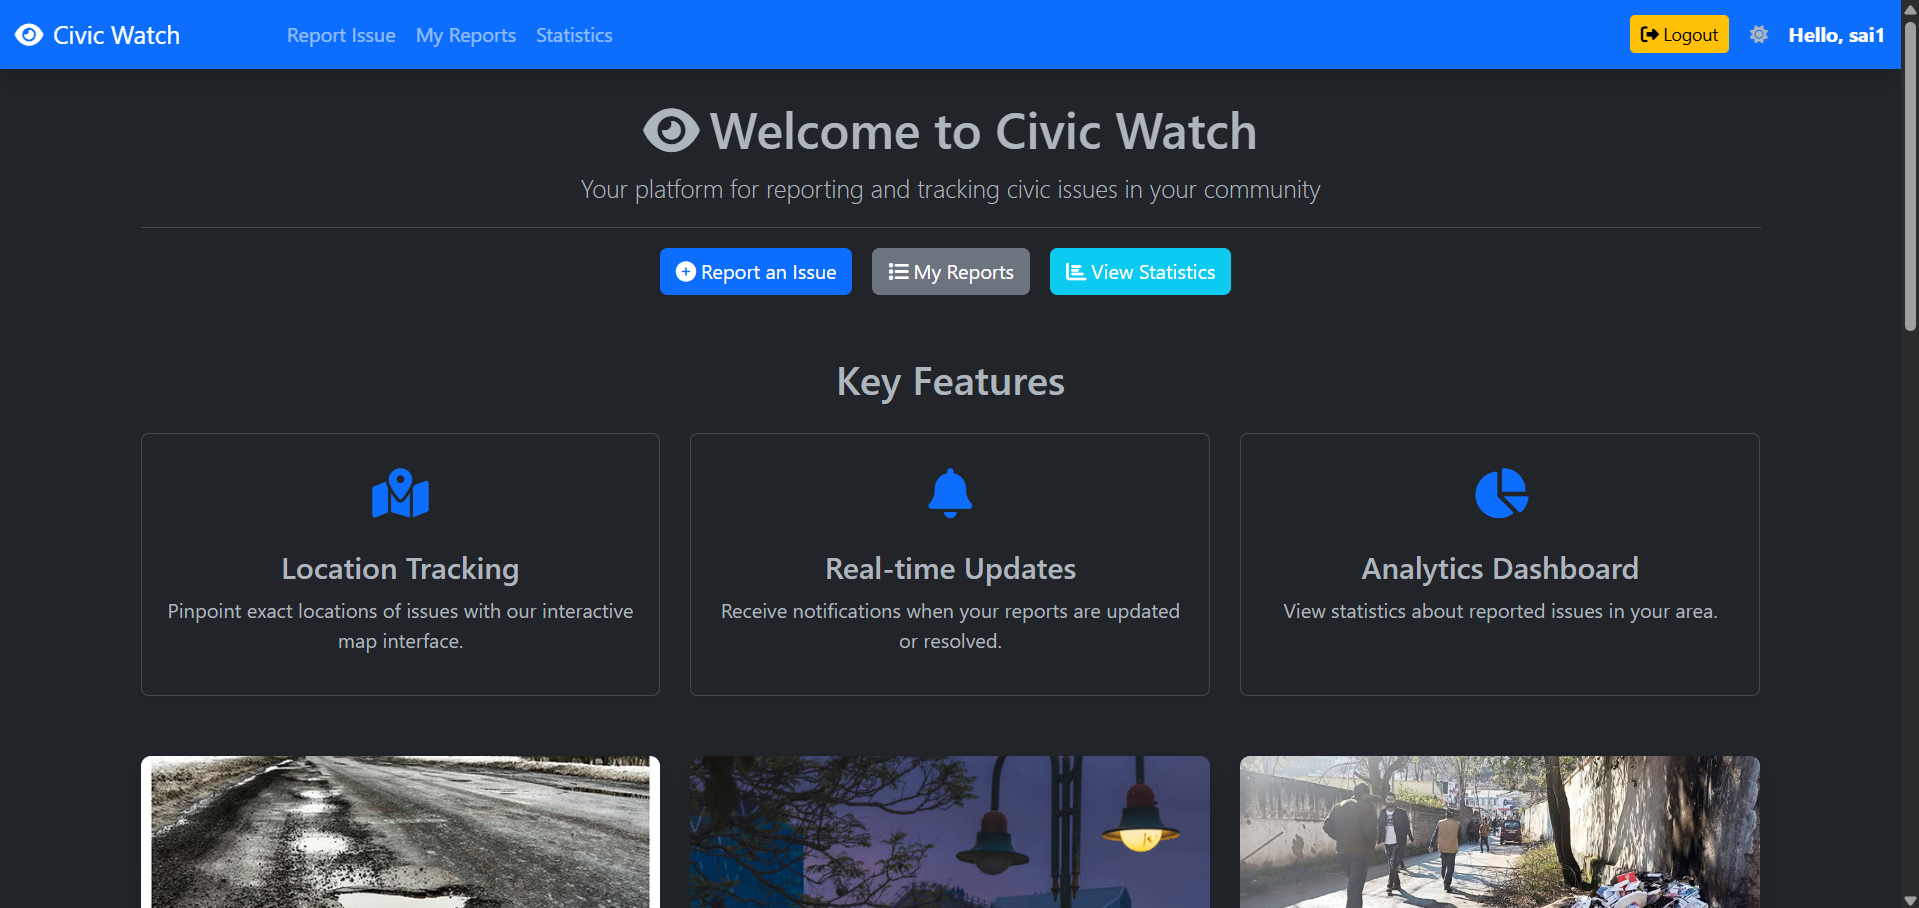 Civic Watch
Report Issue
My Reports
Statistics
Logout
Hello, sai1
Welcome to Civic Watch
Your platform for reporting and tracking civic issues in your community
Report an Issue
My Reports
View Statistics
Key Features
Location Tracking
Pinpoint exact locations of issues with our interactive
map interface.
Real-time Updates
Receive notifications when your reports are updated
or resolved.
Analytics Dashboard
View statistics about reported issues in your area.